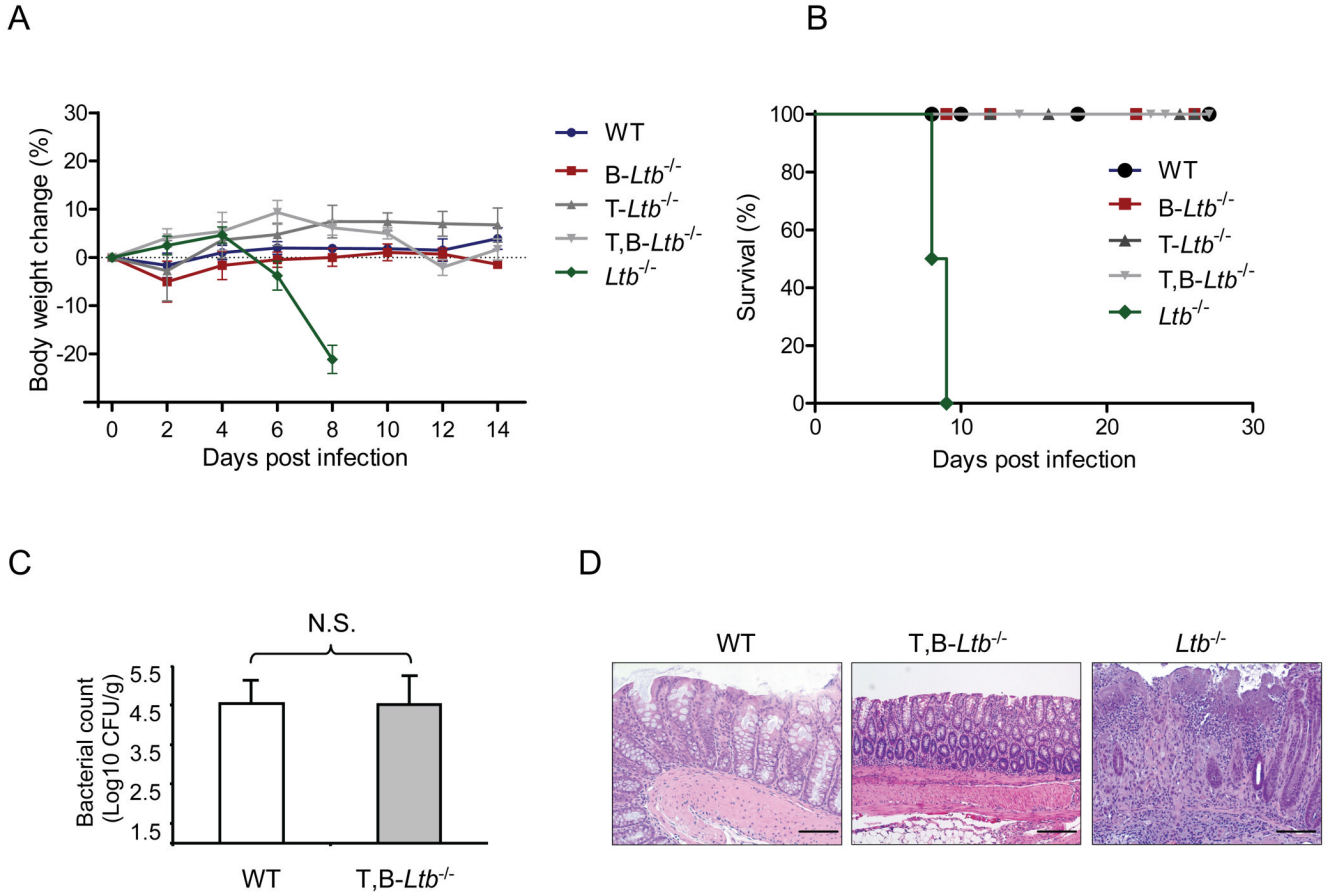 A
Body weight change (%)
30
20
10
0
-10
-20
0 2 4 6 8 10 12 14
Days post infection
WT
B-Ltb-/-
T-Ltb-/-
T,B-Ltb-/-
Ltb-/-
B
Survival (%)
100
80
60
40
20
0
0 10 20 30
Days post infection
WT
B-Ltb-/-
T-Ltb-/-
T,B-Ltb-/-
Ltb-/-
C
N.S.
Bacterial count
(Log10 CFU/g)
5.5
4.5
3.5
2.5
1.5
WT T,B-Ltb-/-
D
WT T,B-Ltb-/- Ltb-/-